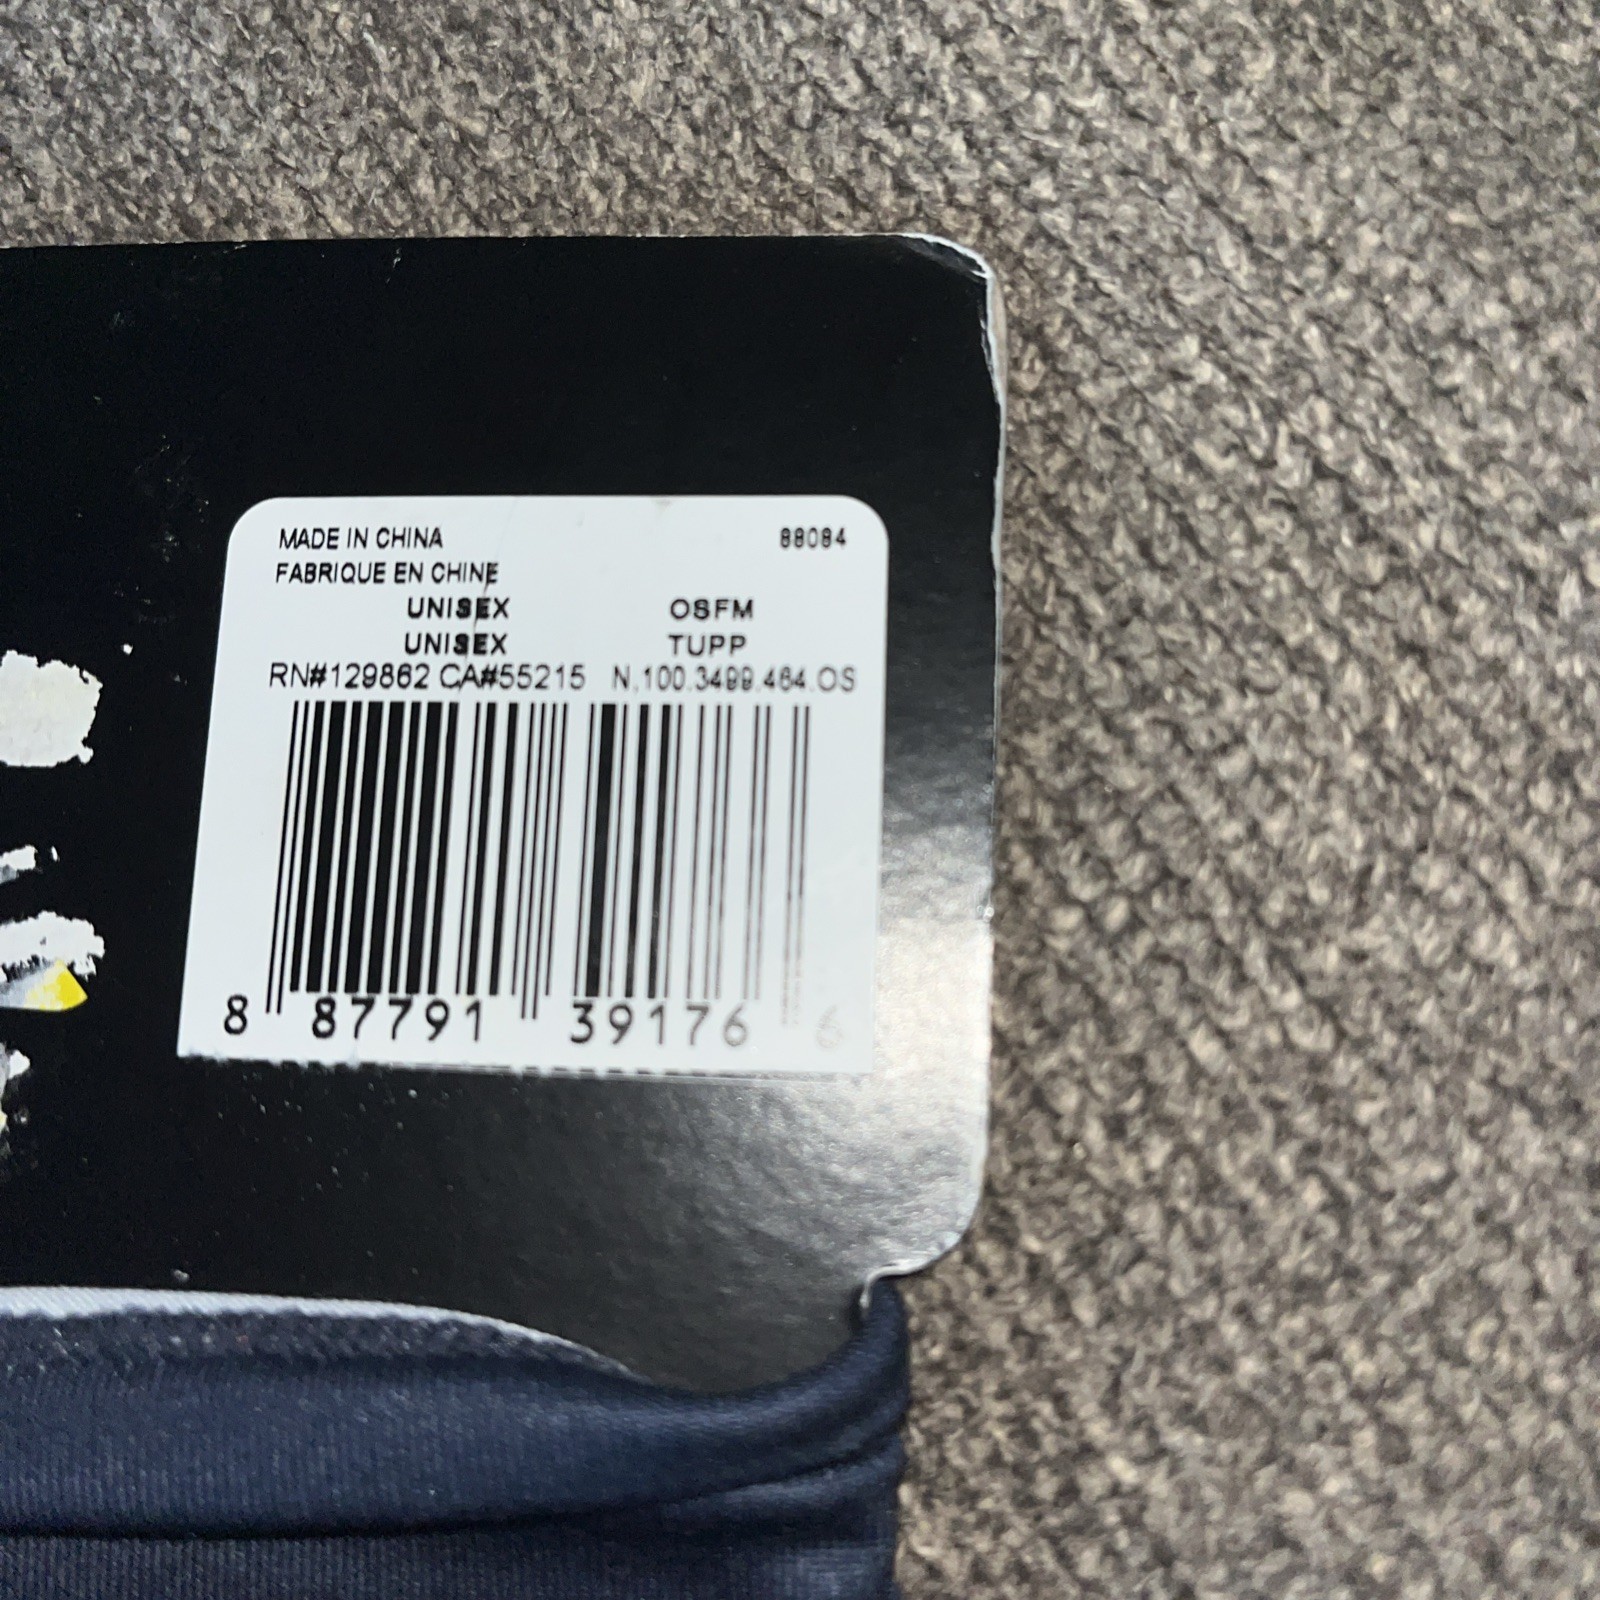 MADE IN CHINA 88084
FABRIQUE EN CHINE
UNISEX OSFM
UNISEX TUPP
RN#129862 CA#55215 N.100.3499.464.OS
8 87791 39176 6